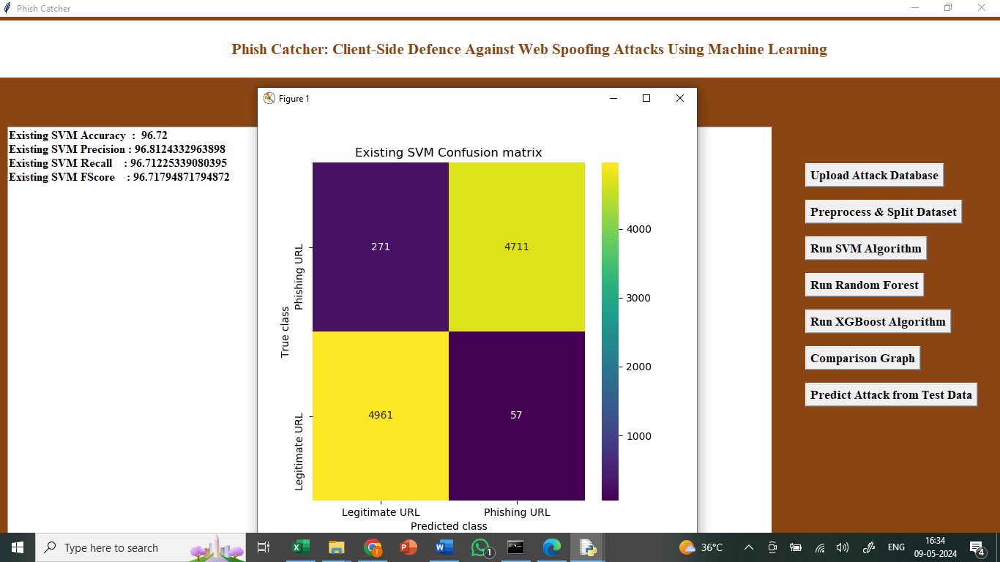 Phish Catcher
Phish Catcher: Client-Side Defence Against Web Spoofing Attacks Using Machine Learning
Existing SVM Accuracy  :  96.72
Existing SVM Precision : 96.8124332963898
Existing SVM Recall    : 96.71225339080395
Existing SVM FScore    : 96.71794871794872
Figure 1
Existing SVM Confusion matrix
True class
Phishing URL
Legitimate URL
271
4711
4961
57
Legitimate URL
Phishing URL
Predicted class
4000
3000
2000
1000
Upload Attack Database
Preprocess & Split Dataset
Run SVM Algorithm
Run Random Forest
Run XGBoost Algorithm
Comparison Graph
Predict Attack from Test Data
Type here to search
1
36°C
ENG
16:34
09-05-2024
4